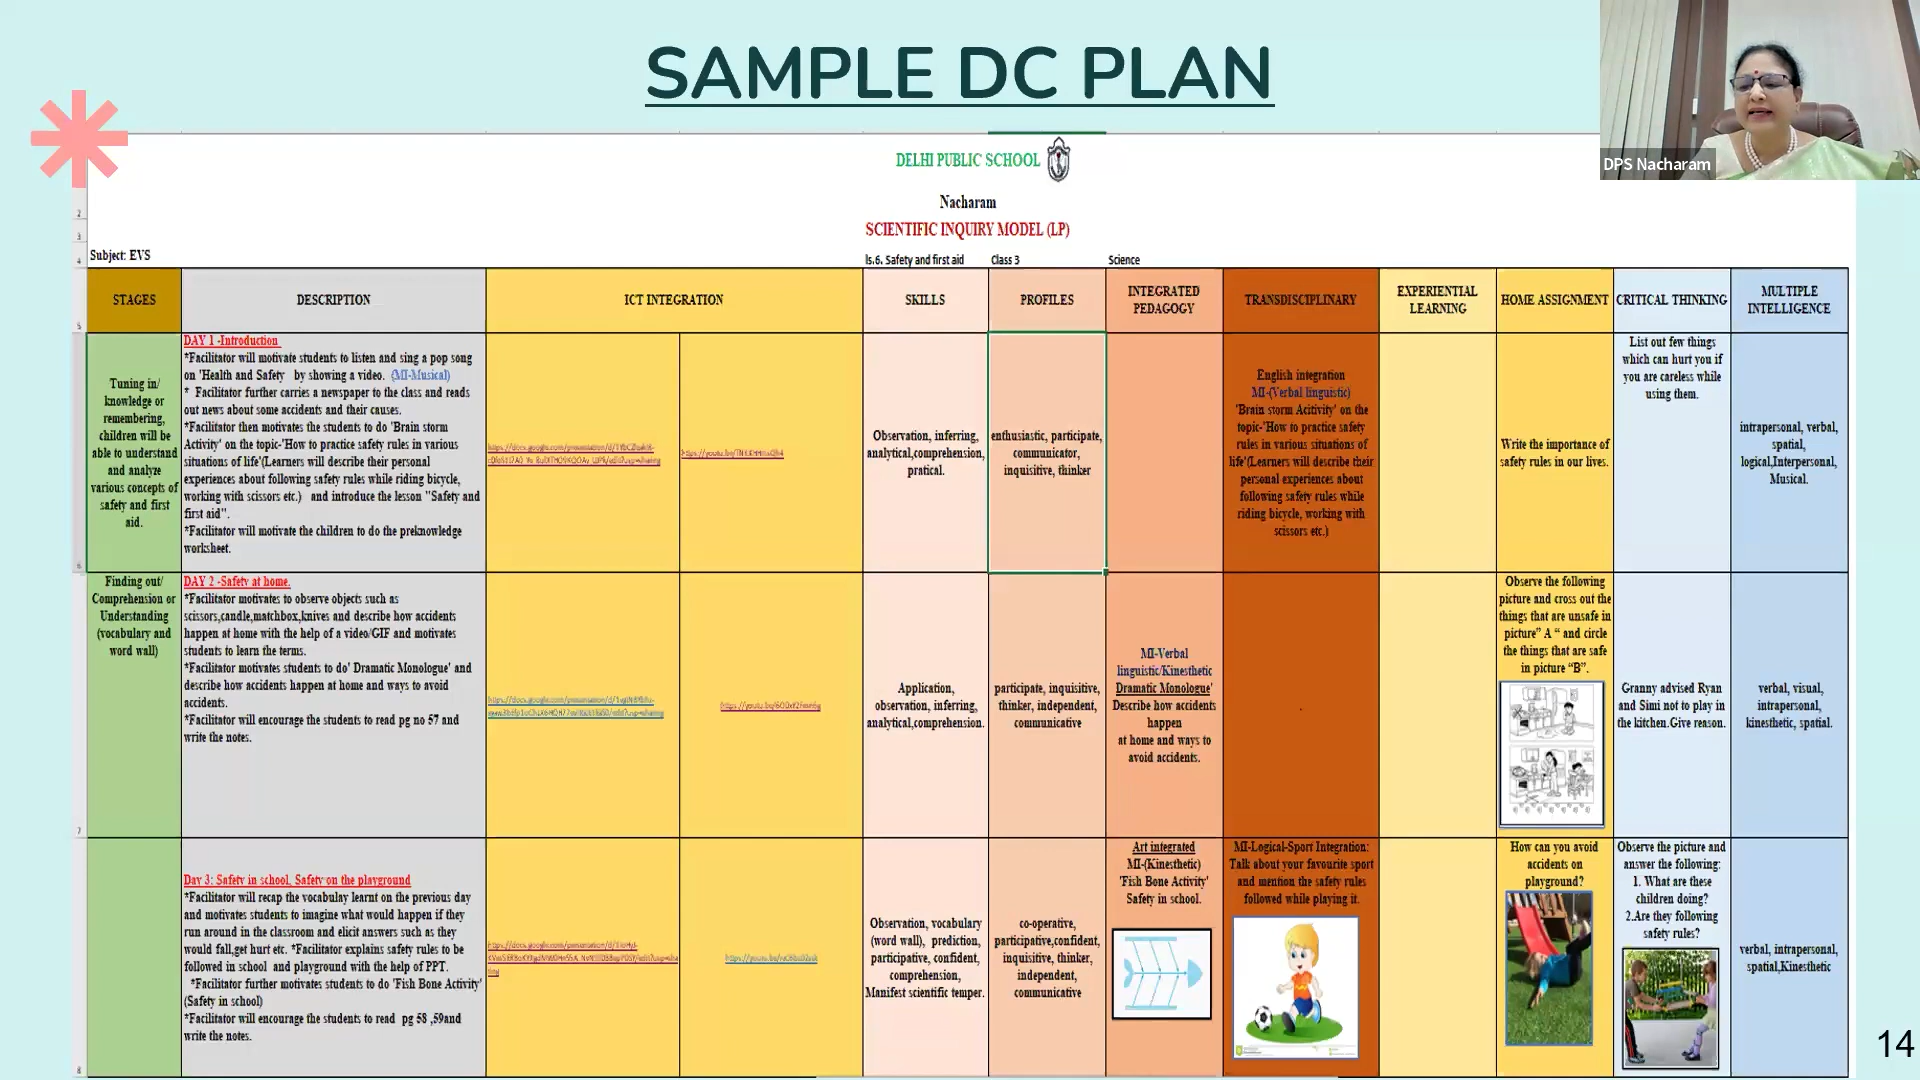 SAMPLE DC PLAN
DPS Nacharam
DELHI PUBLIC SCHOOL
Nacharam
SCIENTIFIC INQUIRY MODEL (LP)
Subject: EVS
ls.6. Safety and first aid
Class 3
Science
STAGES
DESCRIPTION
ICT INTEGRATION
SKILLS
PROFILES
INTEGRATED
PEDAGOGY
TRANSDISCIPLINARY
EXPERIENTIAL
LEARNING
HOME ASSIGNMENT
CRITICAL THINKING
MULTIPLE
INTELLIGENCE
Tuning in/
knowledge or
remembering,
children will be
able to understand
and analyze
various concepts of
safety and first
aid.
DAY 1 -Introduction
*Facilitator will motivate students to listen and sing a pop song
on 'Health and Safety by showing a video. (MI-Musical)
* Facilitator further carries a newspaper to the class and reads
out news about some accidents and their causes.
*Facilitator then motivates the students to do 'Brain storm
Activity' on the topic-'How to practice safety rules in various
situations of life'(Learners will describe their personal
experiences about following safety rules while riding bicycle,
working with scissors etc.) and introduce the lesson "Safety and
first aid".
*Facilitator will motivate the children to do the preknowledge
worksheet.
Observation, inferring,
analytical,comprehension,
pratical.
enthusiastic, participate,
communicator,
inquisitive, thinker
English integration
MI-(Verbal linguistic)
'Brain storm Acitivity' on the
topic-'How to practice safety
rules in various situations of
life'(Learners will describe their
personal experiences about
following safety rules while
riding bicycle, working with
scissors etc.)
Write the importance of
safety rules in our lives.
List out few things
which can hurt you if
you are careless while
using them.
intrapersonal, verbal,
spatial,
logical,Interpersonal,
Musical.
Finding out/
Comprehension or
Understanding
(vocabulary and
word wall)
DAY 2 -Safety at home.
*Facilitator motivates to observe objects such as
scissors,candle,matchbox,knives and describe how accidents
happen at home with the help of a video/GIF and motivates
students to learn the terms.
*Facilitator motivates students to do' Dramatic Monologue' and
describe how accidents happen at home and ways to avoid
accidents.
*Facilitator will encourage the students to read pg no 57 and
write the notes.
Application,
observation, inferring,
analytical,comprehension.
participate, inquisitive,
thinker, independent,
communicative
MI-Verbal
linguistic/Kinesthetic
Dramatic Monologue'
Describe how accidents
happen
at home and ways to
avoid accidents.
Observe the following
picture and cross out the
things that are unsafe in
picture” A “ and circle
the things that are safe
in picture “B”.
Granny advised Ryan
and Simi not to play in
the kitchen.Give reason.
verbal, visual,
intrapersonal,
kinesthetic, spatial.
Day 3: Safety in school, Safety on the playground
*Facilitator will recap the vocabulay learnt on the previous day
and motivates students to imagine what would happen if they
run around in the classroom and elicit answers such as they
would fall,get hurt etc. *Facilitator explains safety rules to be
followed in school and playground with the help of PPT.
*Facilitator further motivates students to do 'Fish Bone Activity'
(Safety in school)
*Facilitator will encourage the students to read pg 58 ,59and
write the notes.
Observation, vocabulary
(word wall), prediction,
participative, confident,
comprehension,
Manifest scientific temper.
co-operative,
participative,confident,
inquisitive, thinker,
independent,
communicative
Art integrated
MI-(Kinesthetic)
'Fish Bone Activity'
Safety in school.
MI-Logical-Sport Integration:
Talk about your favourite sport
and mention the safety rules
followed while playing it.
How can you avoid
accidents on
playground?
Observe the picture and
answer the following:
1. What are these
children doing?
2.Are they following
safety rules?
verbal, intrapersonal,
spatial,Kinesthetic
14